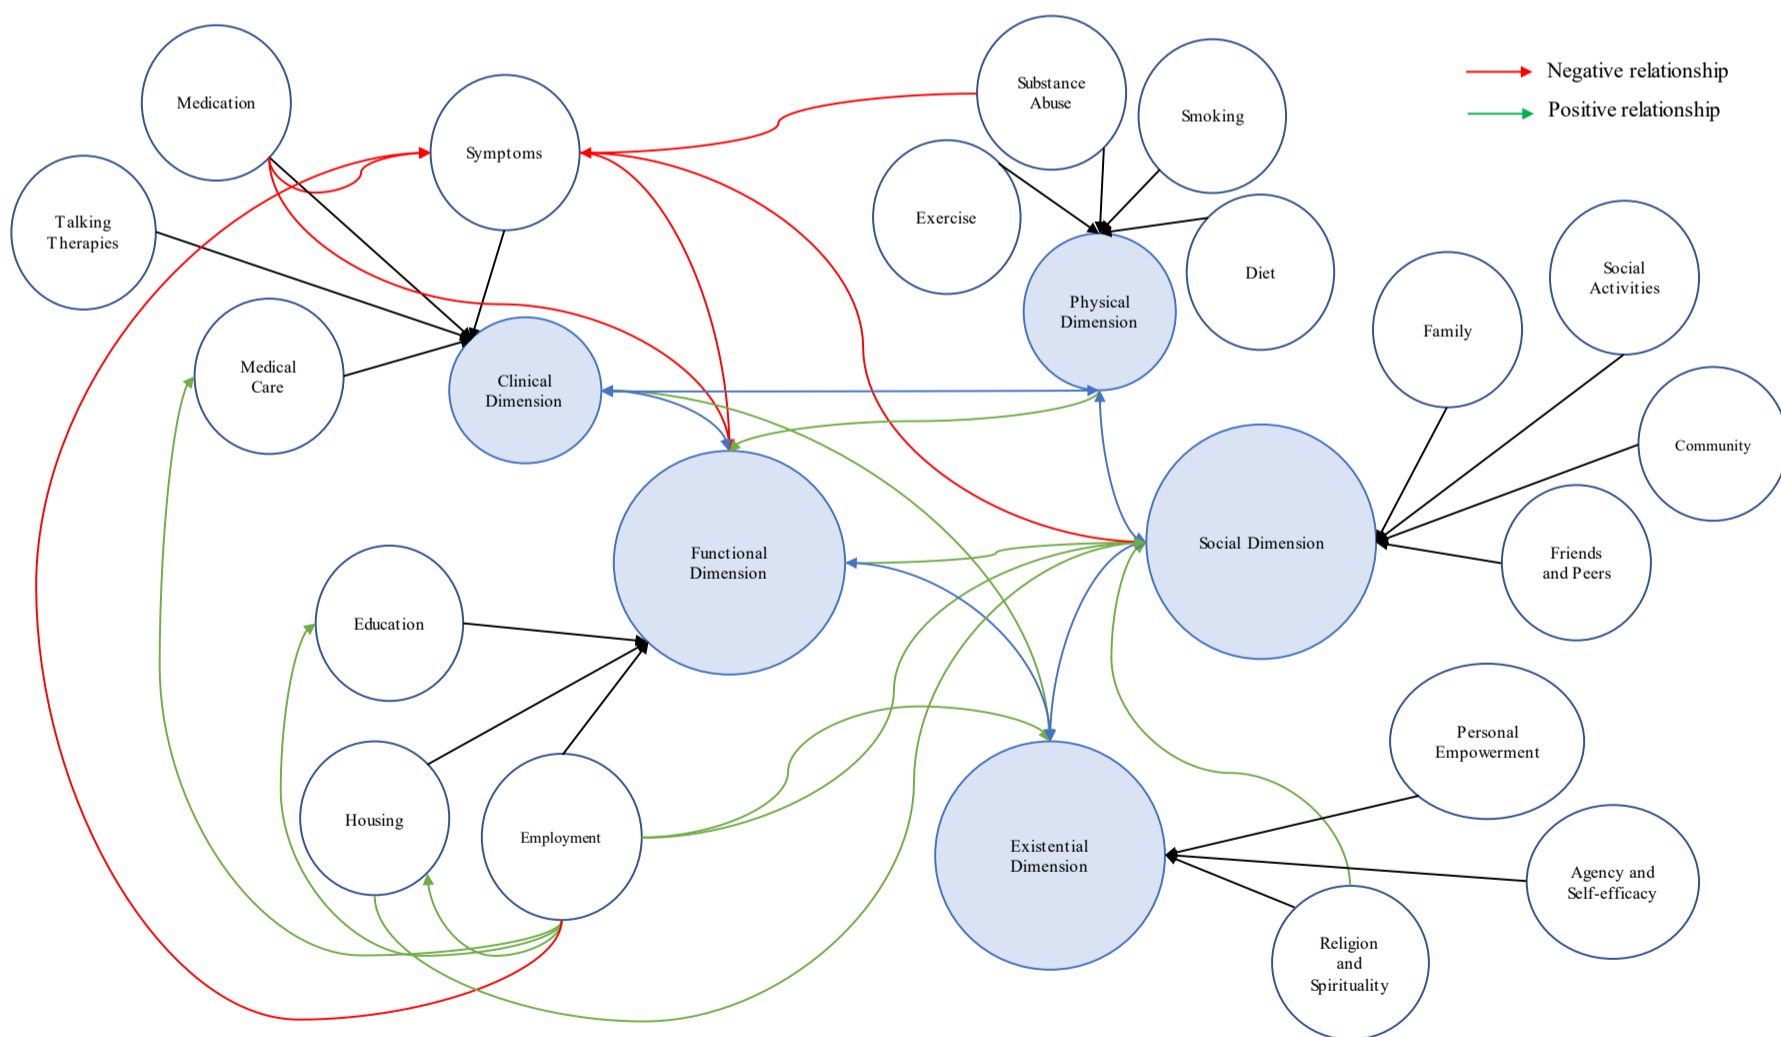 Medication
Symptoms
Substance
Abuse
Smoking
Negative relationship
Positive relationship
Talking
Therapies
Exercise
Diet
Social
Activities
Physical
Dimension
Family
Medical
Care
Clinical
Dimension
Community
Functional
Dimension
Social Dimension
Friends
and Peers
Education
Personal
Empowerment
Housing
Employment
Existential
Dimension
Agency and
Self-efficacy
Religion
and
Spirituality